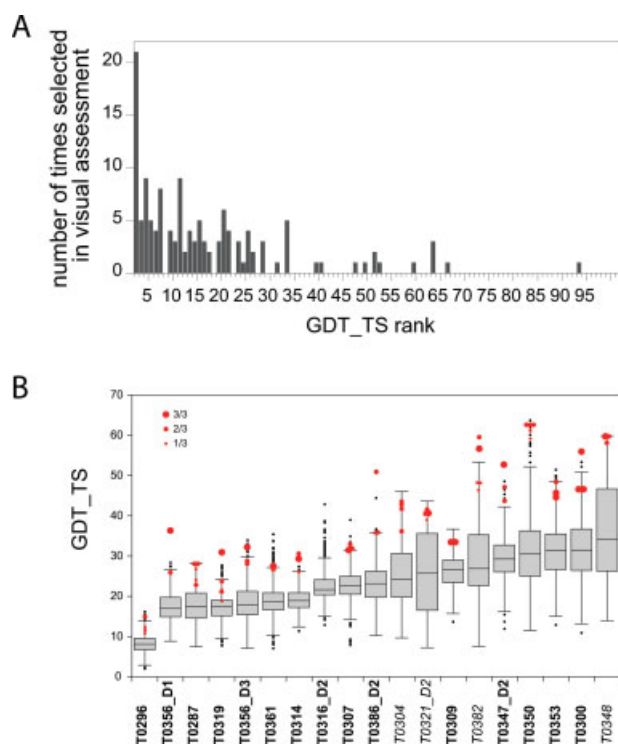 A
number of times selected
in visual assessment
20
15
10
5
0
5 10 15 20 25 30 35 40 45 50 55 60 65 70 75 80 85 90 95
GDT_TS rank
B
GDT_TS
70
60
50
40
30
20
10
0
3/3
2/3
1/3
T0296
T0356_D1
T0287
T0319
T0356_D3
T0361
T0314
T0316_D2
T0307
T0386_D2
T0304
T0321_D2
T0309
T0382
T0347_D2
T0350
T0353
T0300
T0348